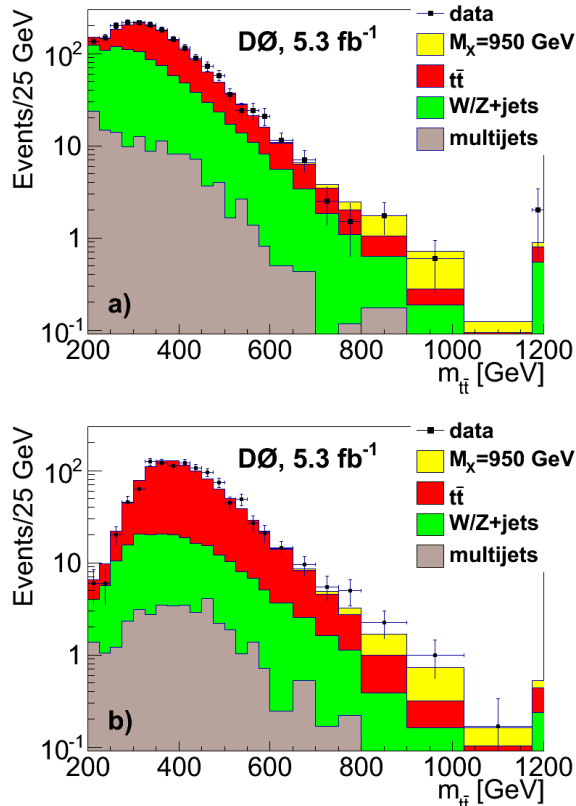 Events/25 GeV
10²
10
1
10⁻¹
DØ, 5.3 fb⁻¹
data
Mₓ=950 GeV
tt̄
W/Z+jets
multijets
a)
200 400 600 800 1000 1200
m_tt̄ [GeV]
Events/25 GeV
10²
10
1
10⁻¹
DØ, 5.3 fb⁻¹
data
Mₓ=950 GeV
tt̄
W/Z+jets
multijets
b)
200 400 600 800 1000 1200
m_tt̄ [GeV]